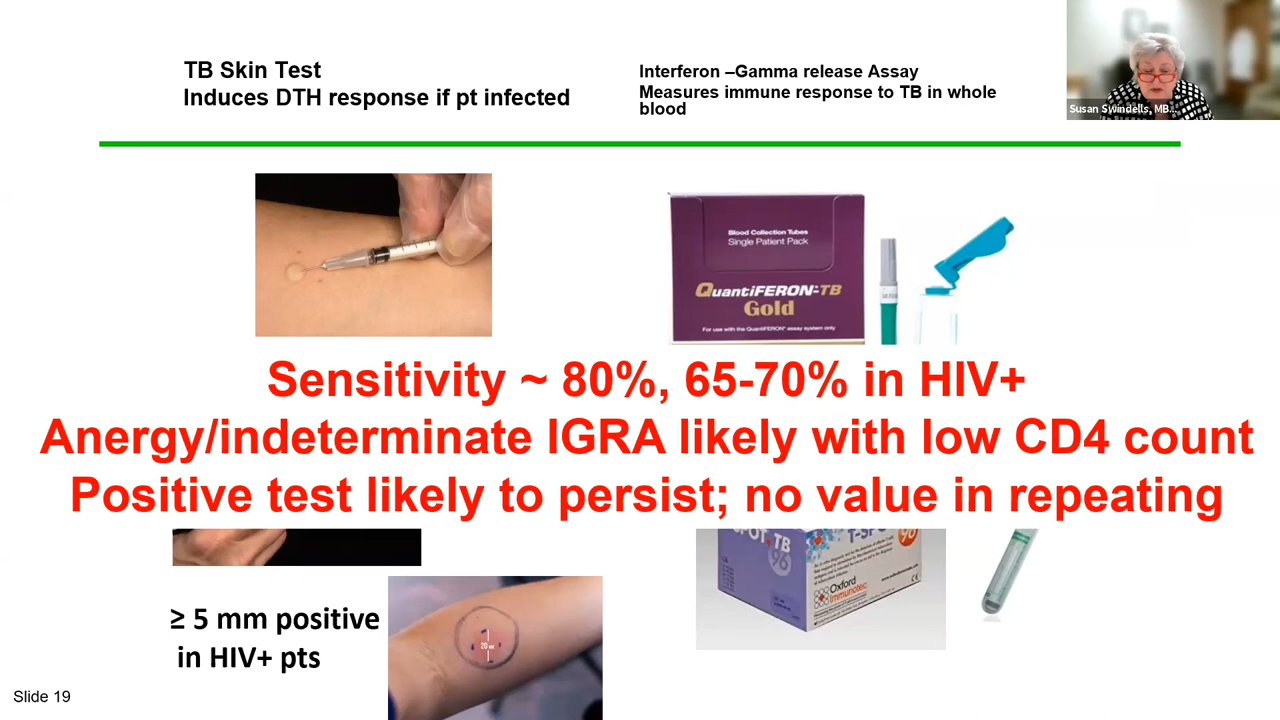 TB Skin Test
Induces DTH response if pt infected
Interferon –Gamma release Assay
Measures immune response to TB in whole
blood
Susan Swindells, MB...
Blood Collection Tubes
Single Patient Pack
QuantiFERON-TB
Gold
For use with the QuantiFERON® assay system only
Sensitivity ~ 80%, 65-70% in HIV+
Anergy/indeterminate IGRA likely with low CD4 count
Positive test likely to persist; no value in repeating
SPOT.TB
96
T-SPO
96
Oxford
Immunotec
≥ 5 mm positive
in HIV+ pts
20
Slide 19